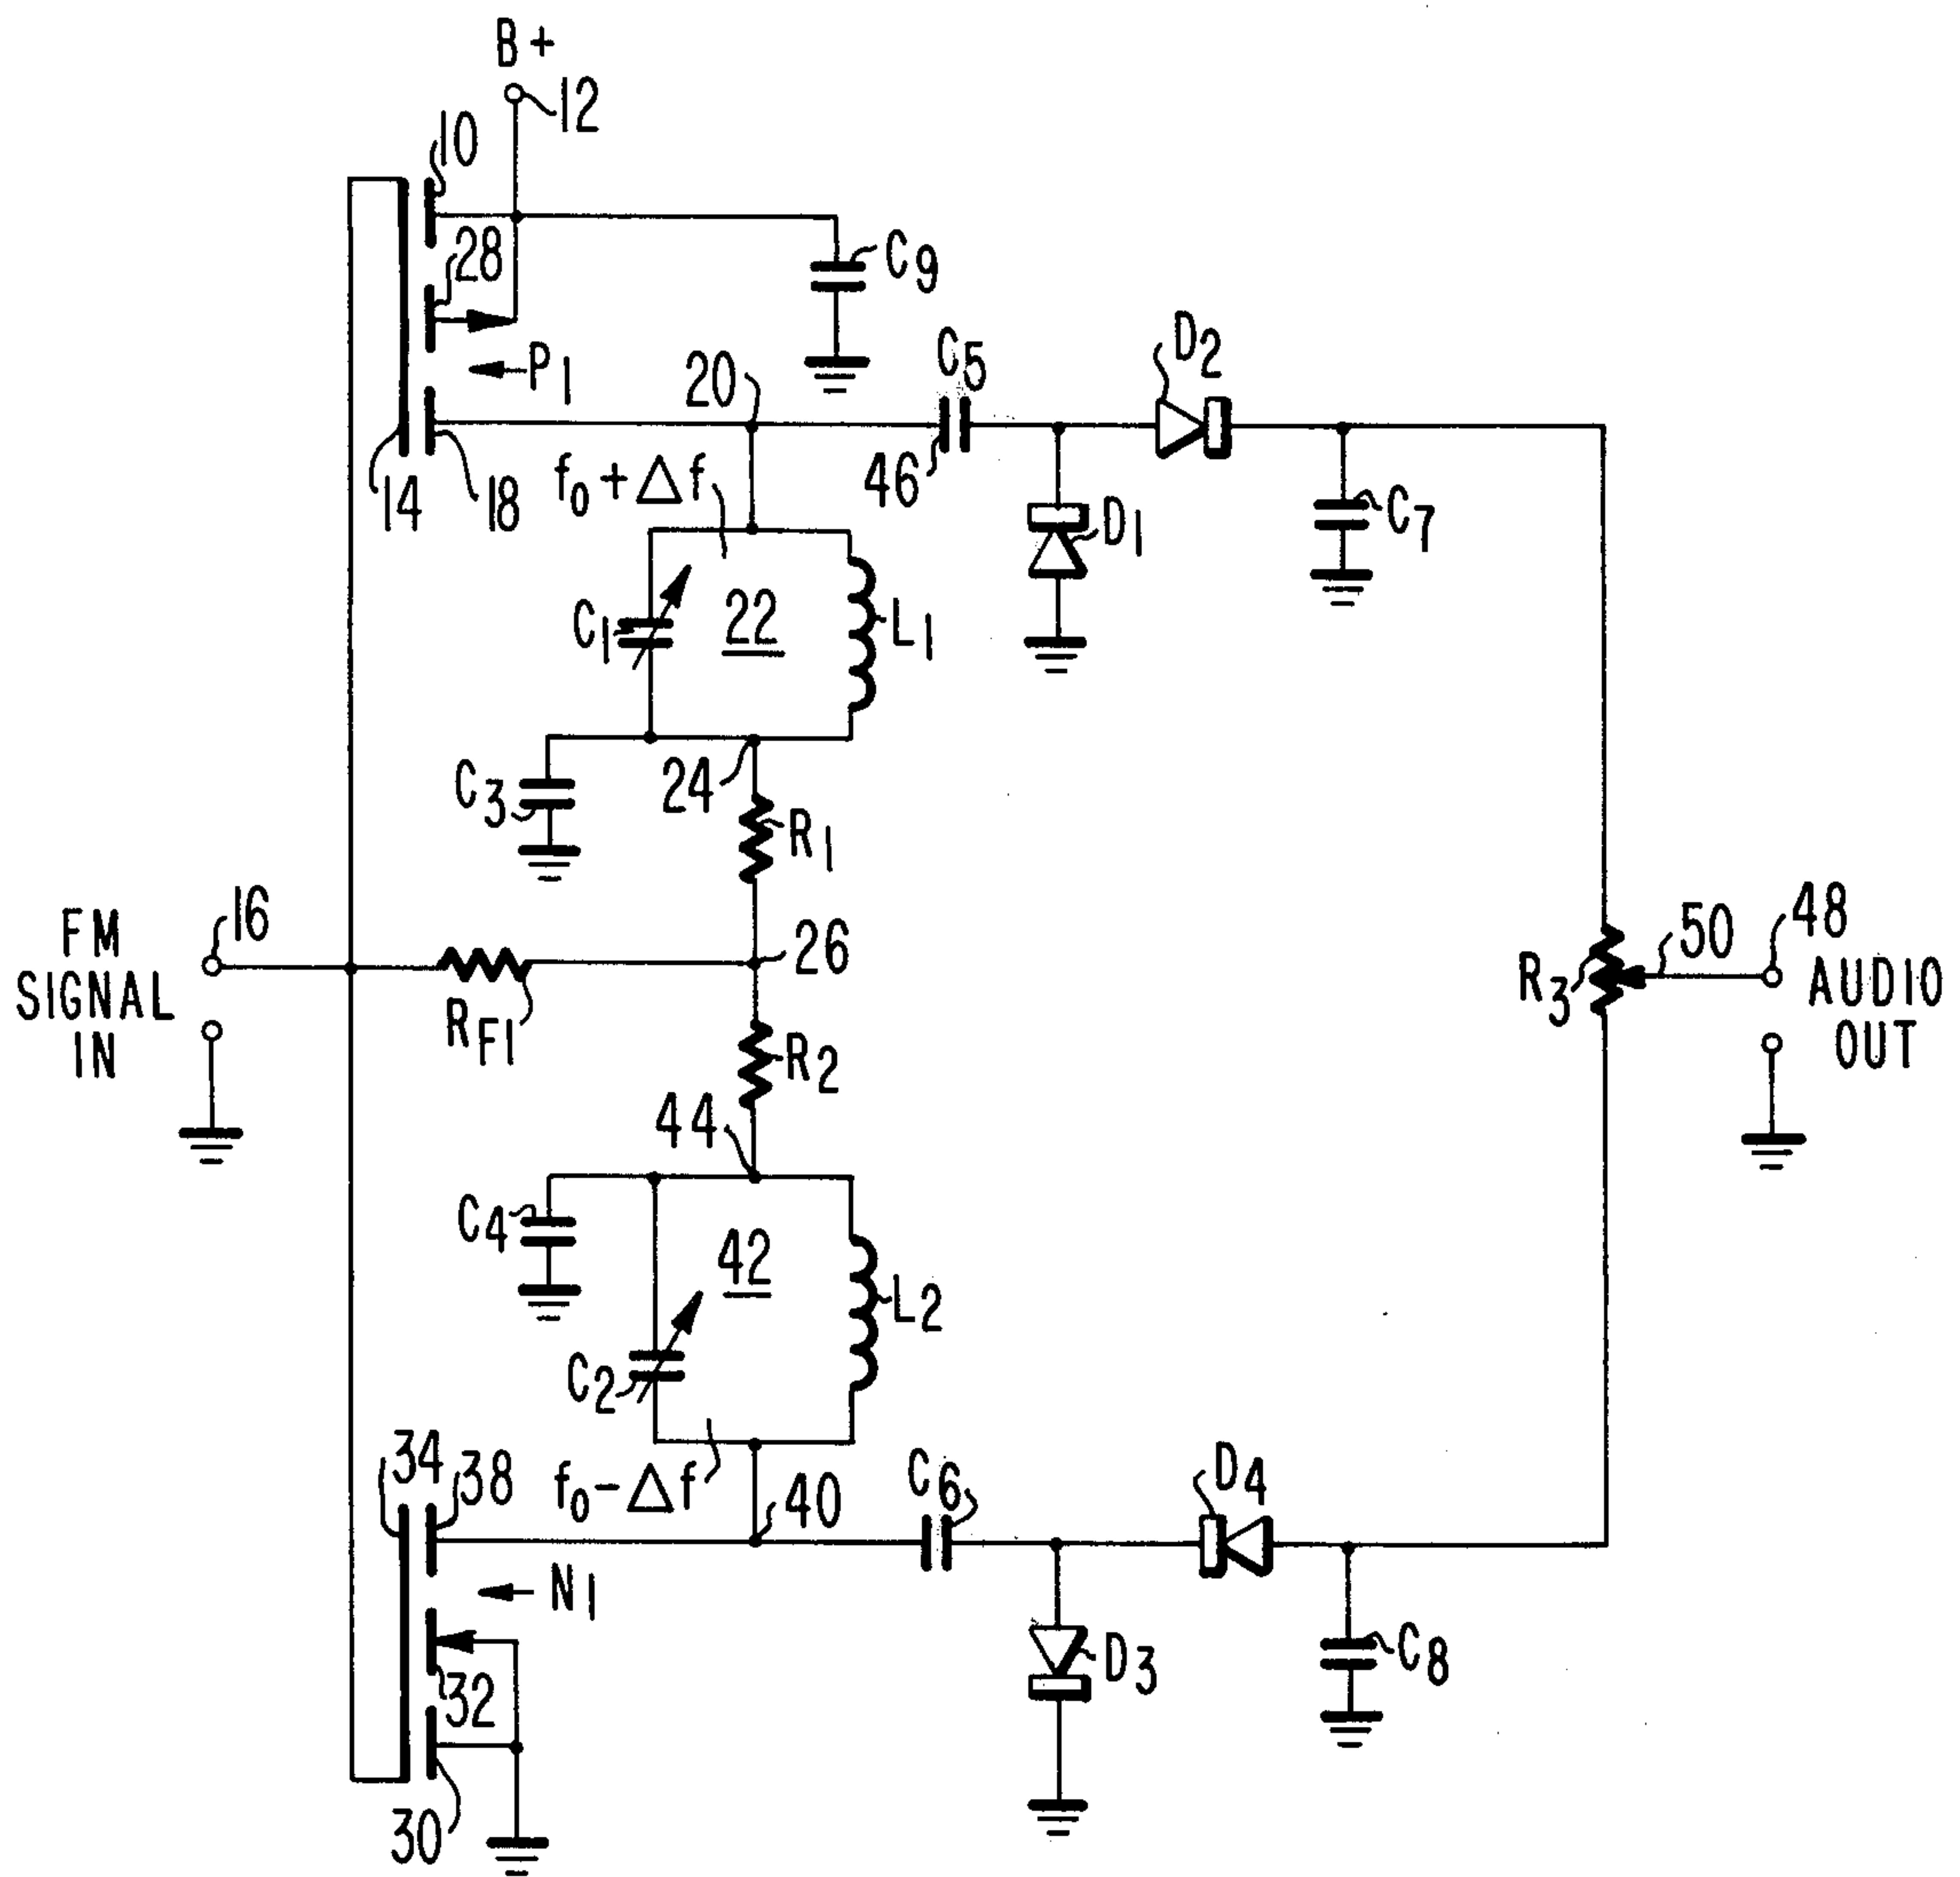 B+
12
10
28
C9
P1
20
C5
D2
46
14
18
f0+Δf
D1
C7
C1
22
L1
C3
24
R1
FM
SIGNAL
IN
16
RF1
26
R2
R3
50
48
AUDIO
OUT
44
C4
42
L2
C2
34
38
f0-Δf
40
C6
D4
N1
32
D3
C8
30